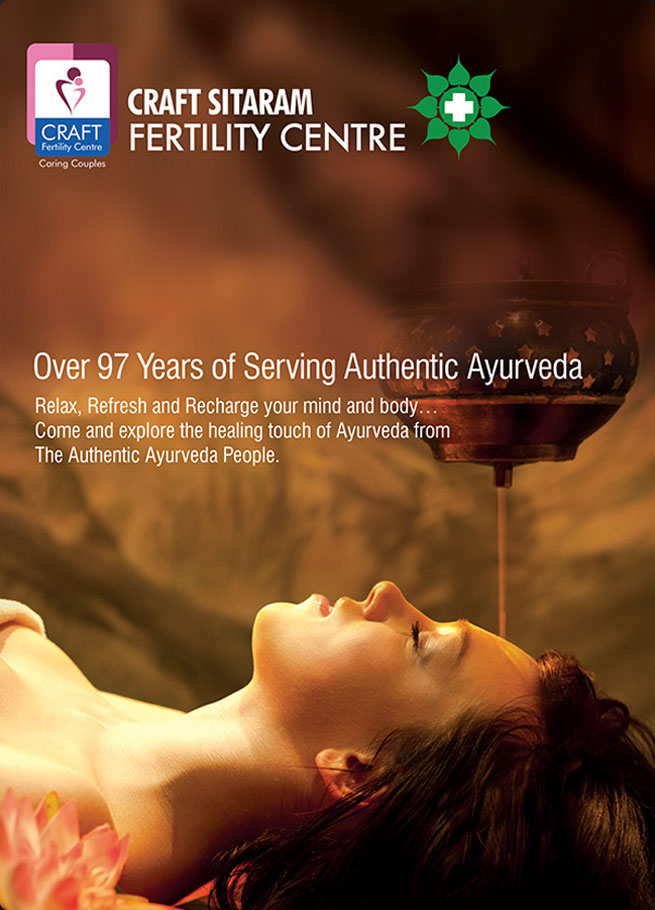 CRAFT
Fertility Centre
Caring Couples
CRAFT SITARAM
FERTILITY CENTRE
Over 97 Years of Serving Authentic Ayurveda
Relax, Refresh and Recharge your mind and body…
Come and explore the healing touch of Ayurveda from
The Authentic Ayurveda People.